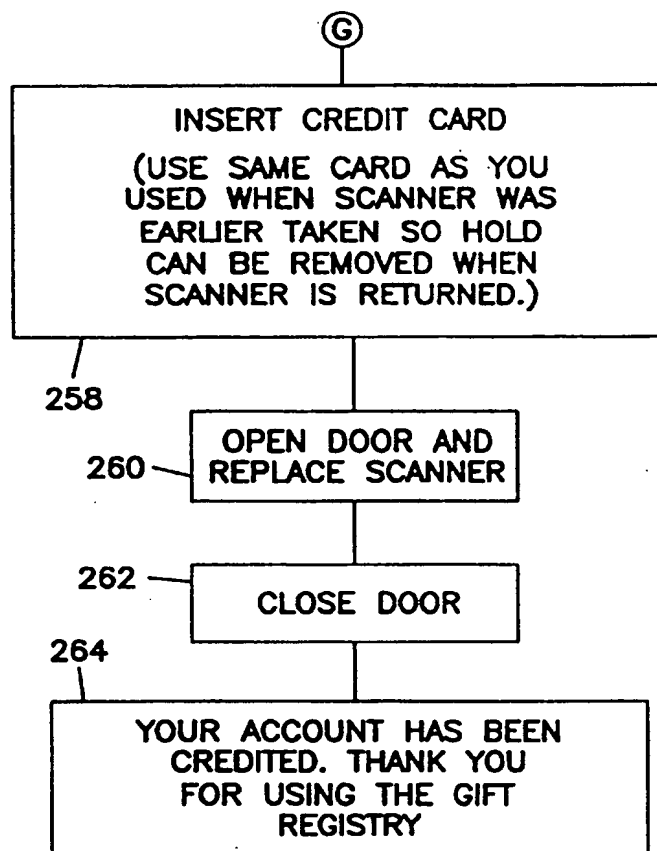 G
INSERT CREDIT CARD
(USE SAME CARD AS YOU
USED WHEN SCANNER WAS
EARLIER TAKEN SO HOLD
CAN BE REMOVED WHEN
SCANNER IS RETURNED.)
258
OPEN DOOR AND
REPLACE SCANNER
260
262
CLOSE DOOR
264
YOUR ACCOUNT HAS BEEN
CREDITED. THANK YOU
FOR USING THE GIFT
REGISTRY